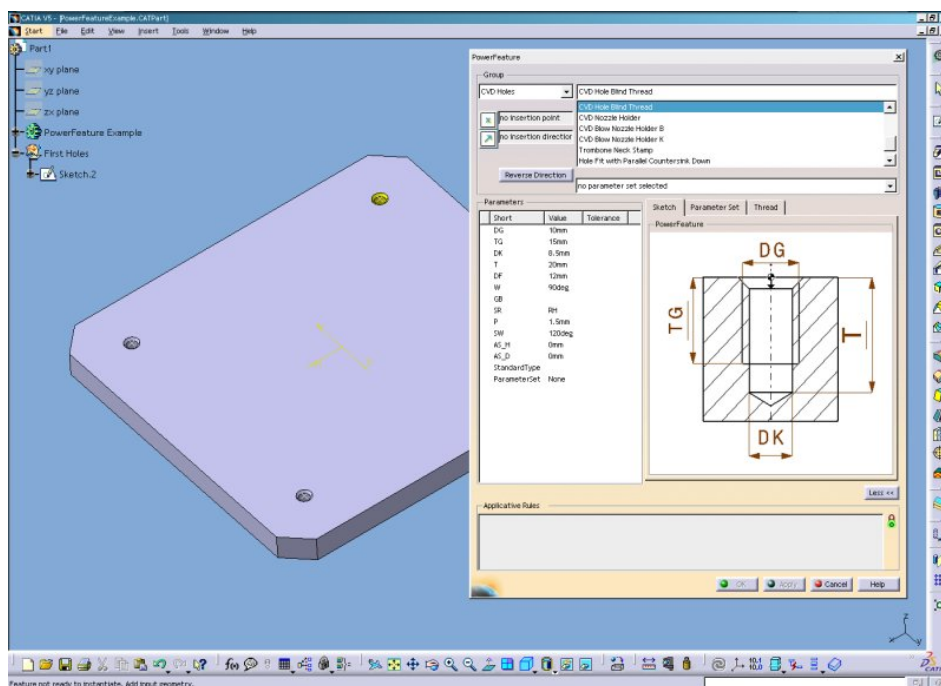 CATIA V5 - [PowerFeatureExample.CATPart]
Start File Edit View Insert Tools Window Help
Part1
xy plane
yz plane
zx plane
PowerFeature Example
First Holes
Sketch.2
PowerFeature
Group
CVD Holes
CVD Hole Blind Thread
CVD Hole Blind Thread
CVD Nozzle Holder
CVD Blow Nozzle Holder B
CVD Blow Nozzle Holder K
Trombone Neck Stamp
Hole Fit with Parallel Countersink Down
no insertion point
no insertion direction
Reverse Direction
no parameter set selected
Parameters
Short Value Tolerance
DG 10mm
TG 15mm
DK 8.5mm
T 20mm
DF 12mm
W 90deg
GB
SR RH
P 1.5mm
SW 120deg
AS_H 0mm
AS_D 0mm
StandardType
ParameterSet None
Sketch Parameter Set Thread
PowerFeature
DG
TG
T
DK
Less <<
Applicative Rules
OK Apply Cancel Help
z
x y
Feature not ready to instantiate. Add input geometry.
CATIA